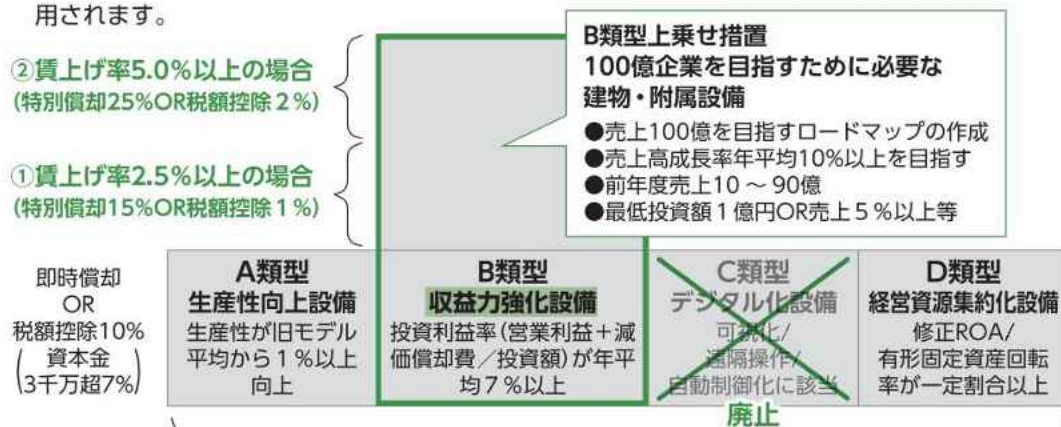 用されます。
②賃上げ率5.0%以上の場合
(特別償却25%OR税額控除2%)
①賃上げ率2.5%以上の場合
(特別償却15%OR税額控除1%)
B類型上乗せ措置
100億企業を目指すために必要な
建物・附属設備
●売上100億を目指すロードマップの作成
●売上高成長率年平均10%以上を目指す
●前年度売上10～90億
●最低投資額1億円OR売上5%以上等
即時償却
OR
税額控除10%
(資本金
3千万超7%)
A類型
生産性向上設備
生産性が旧モデル
平均から1%以上
向上
B類型
収益力強化設備
投資利益率(営業利益+減
価償却費/投資額)が年平
均7%以上
C類型
デジタル化設備
可視化/
遠隔操作/
自動制御化に該当
廃止
D類型
経営資源集約化設備
修正ROA/
有形固定資産回転
率が一定割合以上